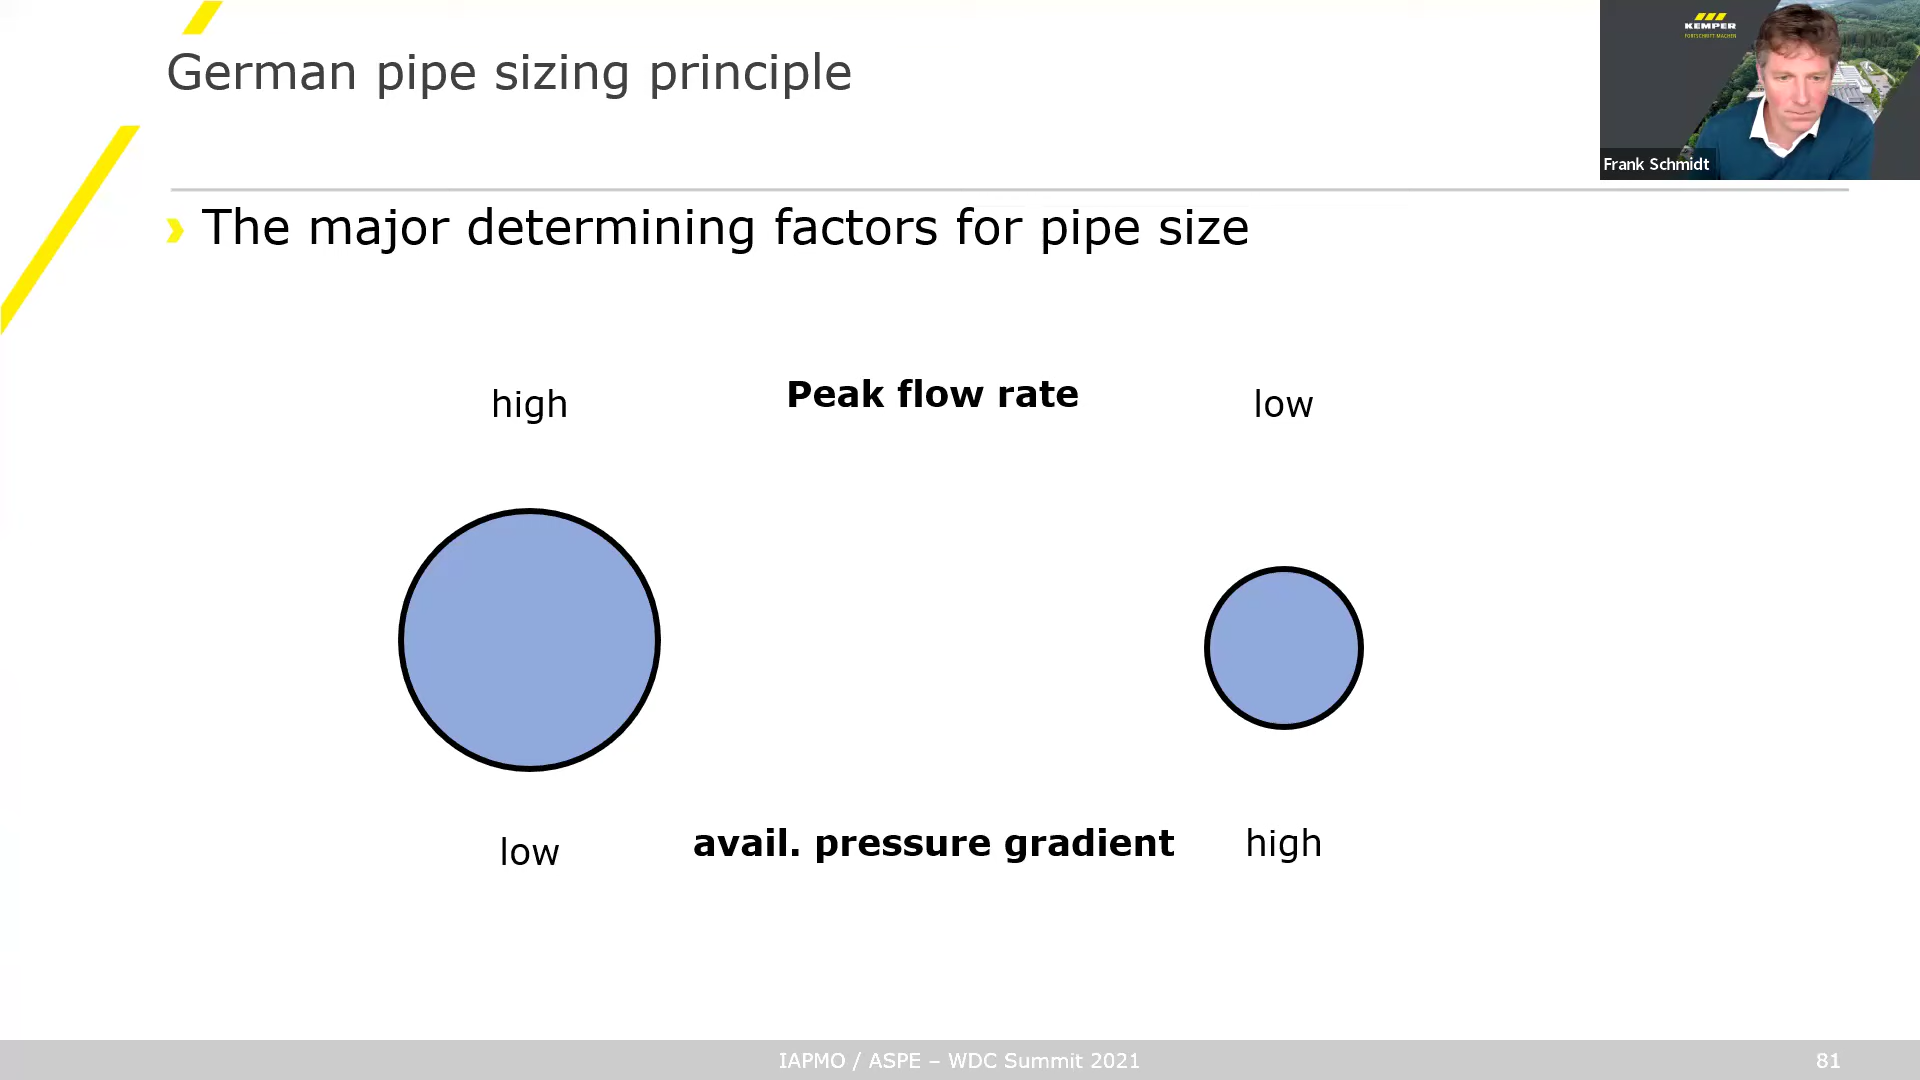 German pipe sizing principle
KEMPER
FORTSCHRITT MACHEN
Frank Schmidt
The major determining factors for pipe size
high Peak flow rate low
low avail. pressure gradient high
IAPMO / ASPE – WDC Summit 2021 81